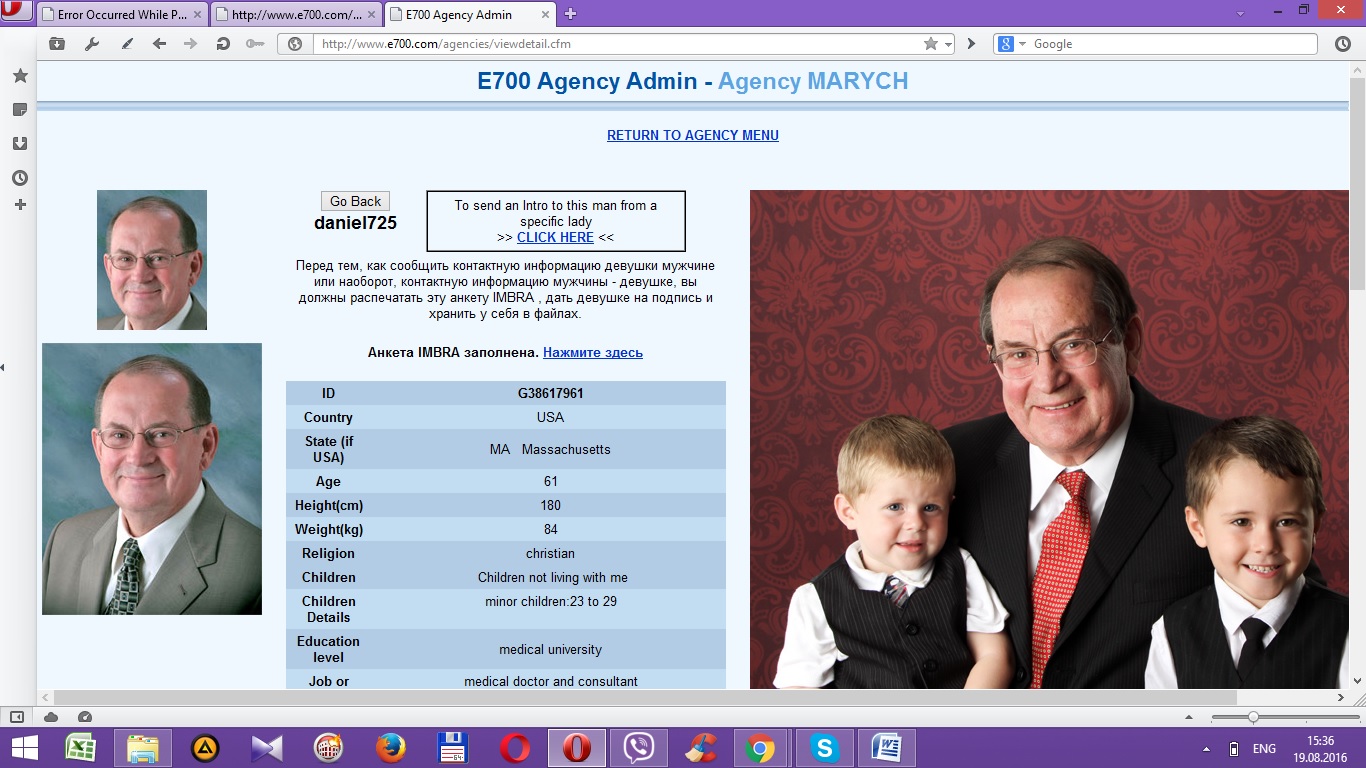 Error Occurred While P...
http://www.e700.com/...
E700 Agency Admin
http://www.e700.com/agencies/viewdetail.cfm
Google
E700 Agency Admin - Agency MARYCH
RETURN TO AGENCY MENU
Go Back
daniel725
To send an Intro to this man from a
specific lady
>> CLICK HERE <<
Перед тем, как сообщить контактную информацию девушки мужчине
или наоборот, контактную информацию мужчины - девушке, вы
должны распечатать эту анкету IMBRA , дать девушке на подпись и
хранить у себя в файлах.
Анкета IMBRA заполнена. Нажмите здесь
ID G38617961
Country USA
State (if
USA) MA Massachusetts
Age 61
Height(cm) 180
Weight(kg) 84
Religion christian
Children Children not living with me
Children
Details minor children:23 to 29
Education
level medical university
Job or medical doctor and consultant
ENG
15:36
19.08.2016